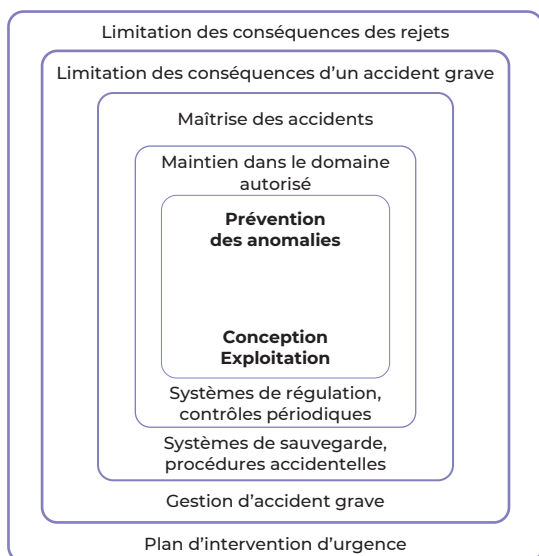 Limitation des conséquences des rejets
Limitation des conséquences d’un accident grave
Maîtrise des accidents
Maintien dans le domaine
autorisé
Prévention
des anomalies
Conception
Exploitation
Systèmes de régulation,
contrôles périodiques
Systèmes de sauvegarde,
procédures accidentelles
Gestion d’accident grave
Plan d’intervention d’urgence